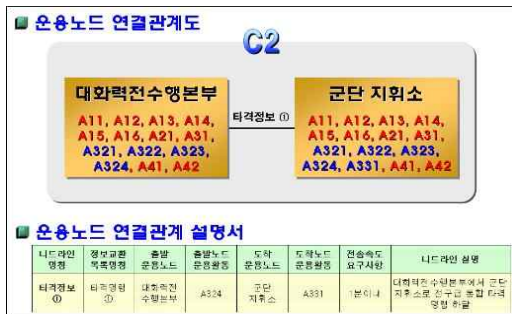 운용노드 연결관계도
C2
대화력전수행본부
A11, A12, A13, A14,
A15, A16, A21, A31,
A321, A322, A323,
A324, A41, A42
타격정보 ①
군단 지휘소
A11, A12, A13, A14,
A15, A16, A21, A31,
A321, A322, A323,
A324, A331, A41, A42
운용노드 연결관계 설명서
니드라인 명칭 정보교환 목록명칭 출발 운용노드 출발노드 운용활동 도착 운용노드 도착노드 운용활동 전송속도 요구사항 니드라인 설명
타격정보 ① 타격명령 ① 대화력전 수행본부 A324 군단 지휘소 A331 1분이내 대화력전수행본부에서 군단 지휘소로 전구급 통합 타격 명령 하달